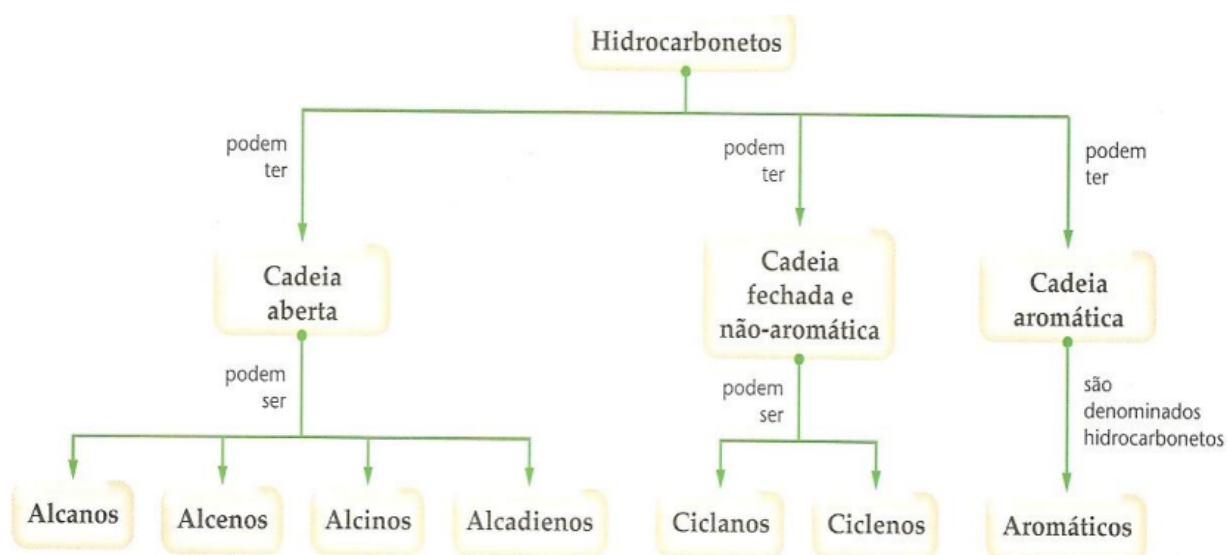 Hidrocarbonetos
podem
ter
podem
ter
podem
ter
Cadeia
aberta
Cadeia
fechada e
não-aromática
Cadeia
aromática
podem
ser
podem
ser
são
denominados
hidrocarbonetos
Alcanos
Alcenos
Alcinos
Alcadienos
Ciclanos
Ciclenos
Aromáticos